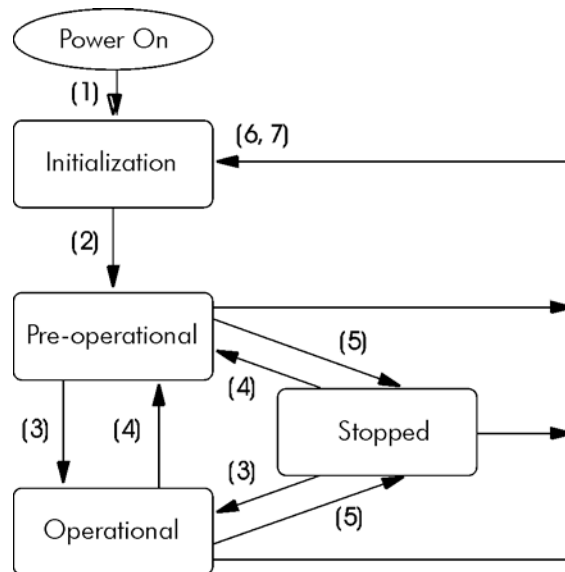 Power On
(1)
Initialization
(6, 7)
(2)
Pre-operational
(5)
(4)
(3)
(4)
Stopped
(3)
(5)
Operational